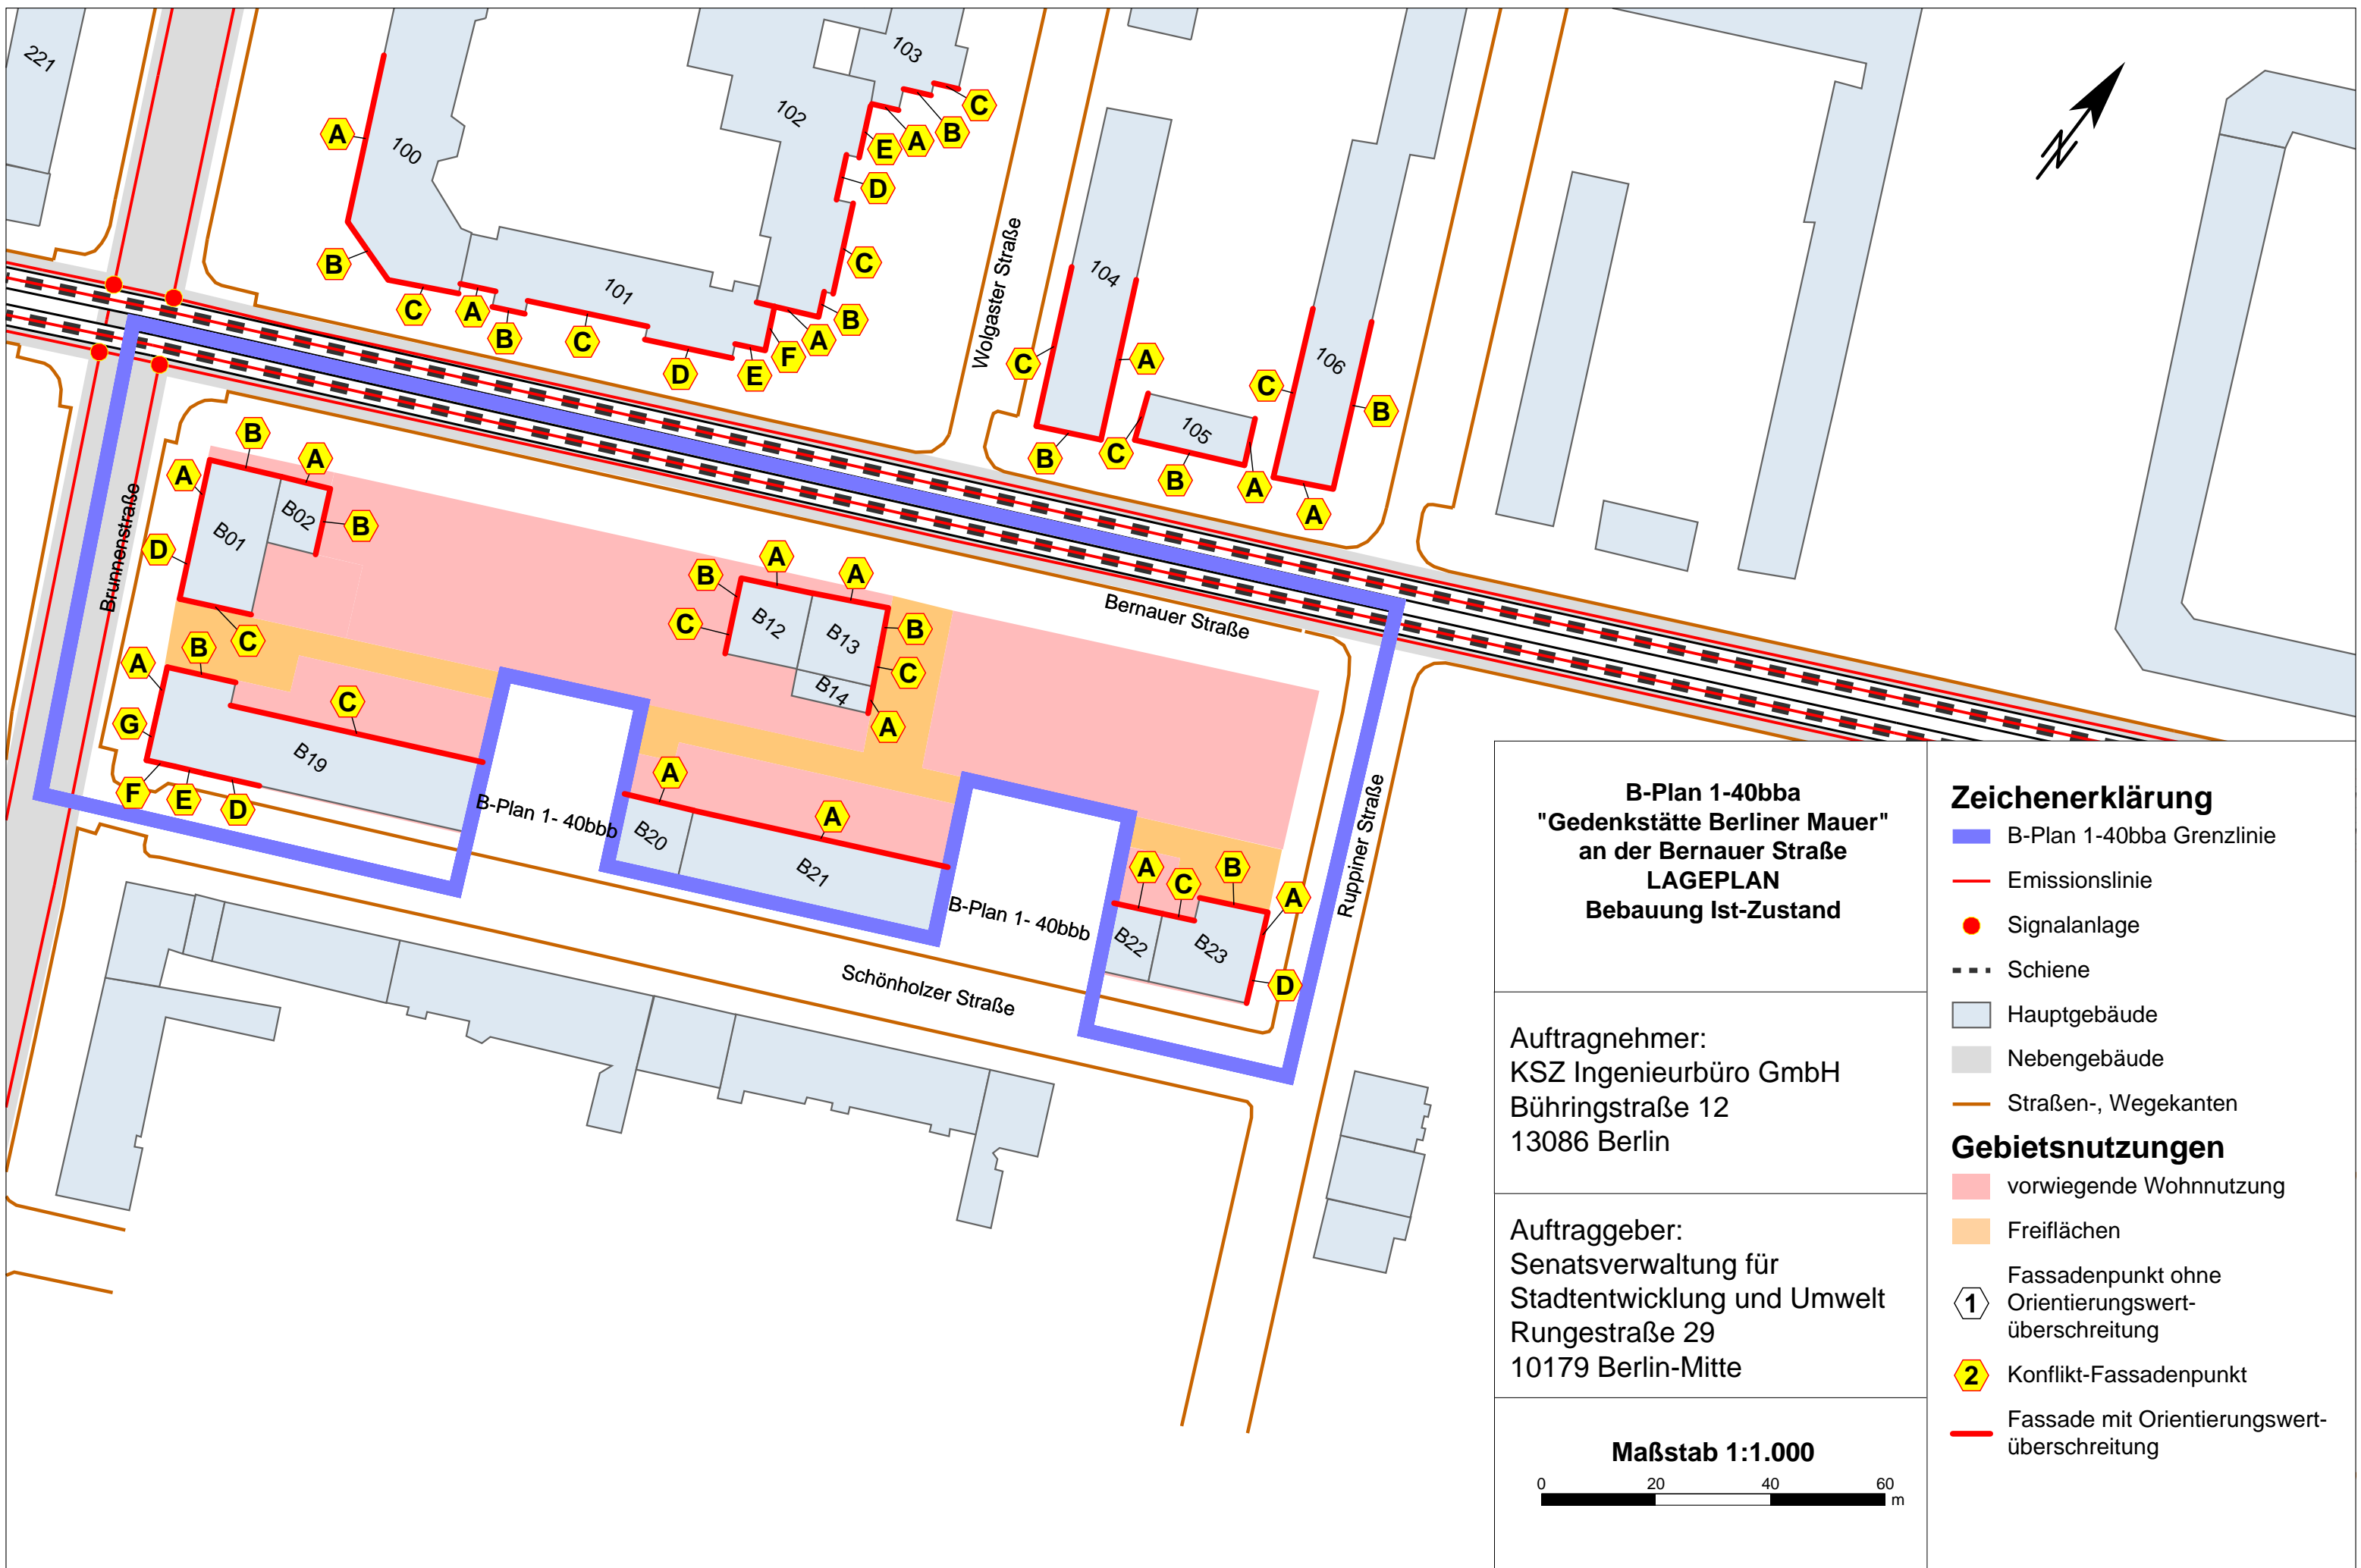 221
103
102
100
101
104
105
106
A
B
C
A
B
C
D
E
F
A
B
C
D
E
A
B
C
C
B
A
C
B
A
C
B
A
Wolgaster Straße
Brunnenstraße
Bernauer Straße
Ruppiner Straße
Schönholzer Straße
B
A
A
B
D
C
B01
B02
A
A
B
C
B
C
A
B12
B13
B14
A
B
C
G
F
E
D
B19
B-Plan 1- 40bbb
A
A
B20
B21
B-Plan 1- 40bbb
A
C
B
A
D
B22
B23
B-Plan 1-40bba
"Gedenkstätte Berliner Mauer"
an der Bernauer Straße
LAGEPLAN
Bebauung Ist-Zustand
Auftragnehmer:
KSZ Ingenieurbüro GmbH
Bühringstraße 12
13086 Berlin
Auftraggeber:
Senatsverwaltung für
Stadtentwicklung und Umwelt
Rungestraße 29
10179 Berlin-Mitte
Maßstab 1:1.000
0 20 40 60
m
Zeichenerklärung
B-Plan 1-40bba Grenzlinie
Emissionslinie
Signalanlage
Schiene
Hauptgebäude
Nebengebäude
Straßen-, Wegekanten
Gebietsnutzungen
vorwiegende Wohnnutzung
Freiflächen
1
Fassadenpunkt ohne
Orientierungswert-
überschreitung
2 Konflikt-Fassadenpunkt
Fassade mit Orientierungswert-
überschreitung
N